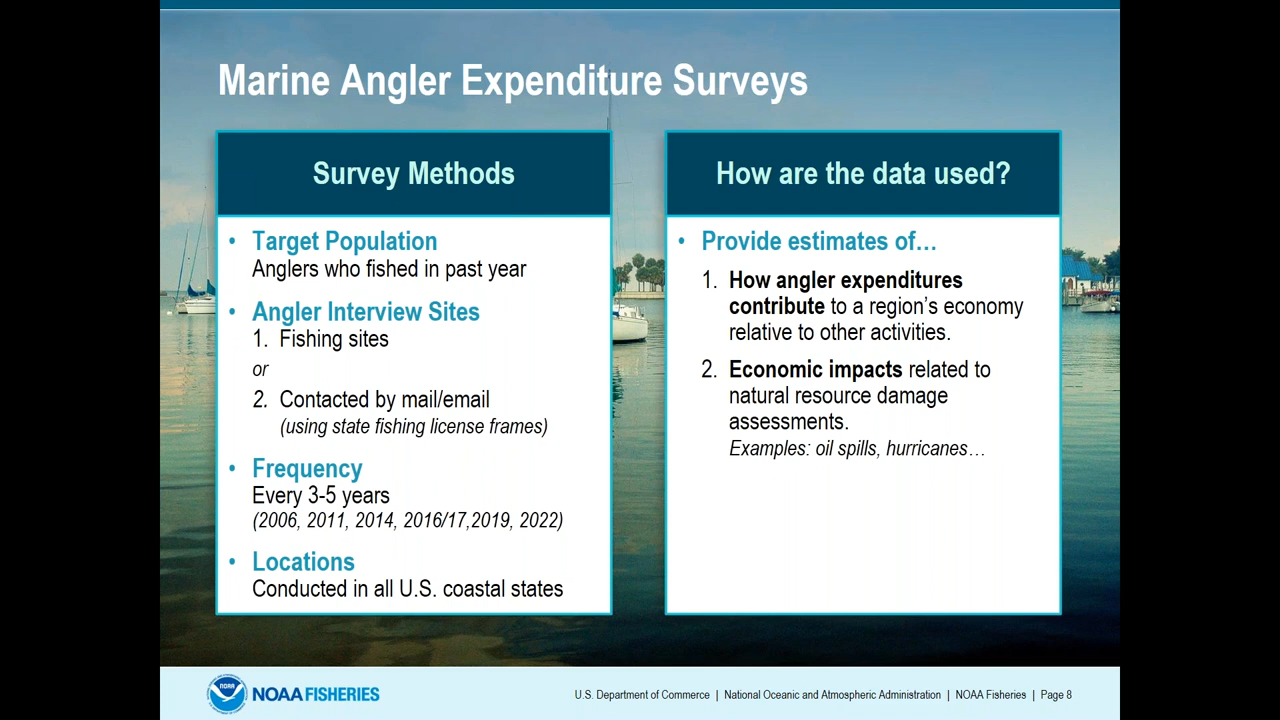 Marine Angler Expenditure Surveys
Survey Methods
• Target Population
Anglers who fished in past year
• Angler Interview Sites
1. Fishing sites
or
2. Contacted by mail/email
(using state fishing license frames)
• Frequency
Every 3-5 years
(2006, 2011, 2014, 2016/17,2019, 2022)
• Locations
Conducted in all U.S. coastal states
How are the data used?
• Provide estimates of…
1. How angler expenditures
contribute to a region's economy
relative to other activities.
2. Economic impacts related to
natural resource damage
assessments.
Examples: oil spills, hurricanes…
NOAA
NOAA FISHERIES
U.S. Department of Commerce | National Oceanic and Atmospheric Administration | NOAA Fisheries | Page 8